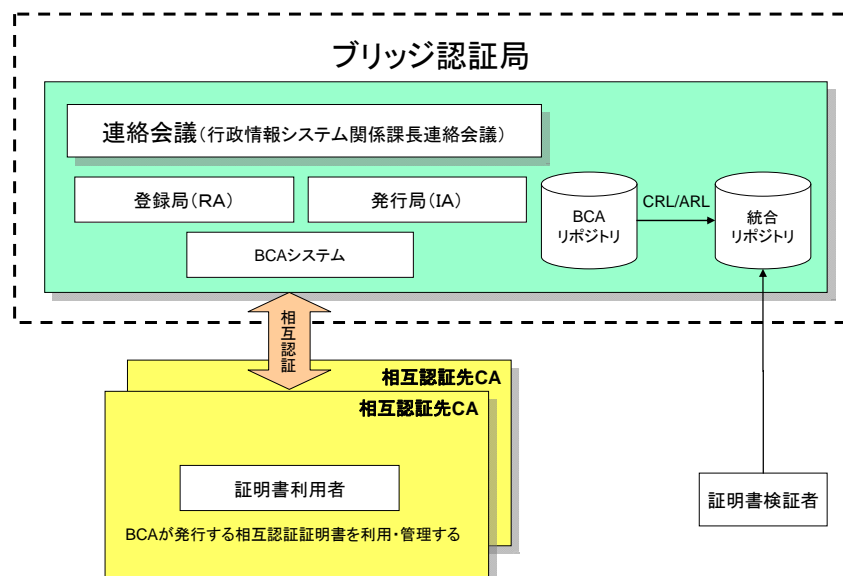 ブリッジ認証局
連絡会議(行政情報システム関係課長連絡会議)
登録局(RA)
発行局(IA)
BCAシステム
BCA
リポジトリ
CRL/ARL
統合
リポジトリ
相互認証
相互認証先CA
相互認証先CA
証明書利用者
BCAが発行する相互認証証明書を利用・管理する
証明書検証者